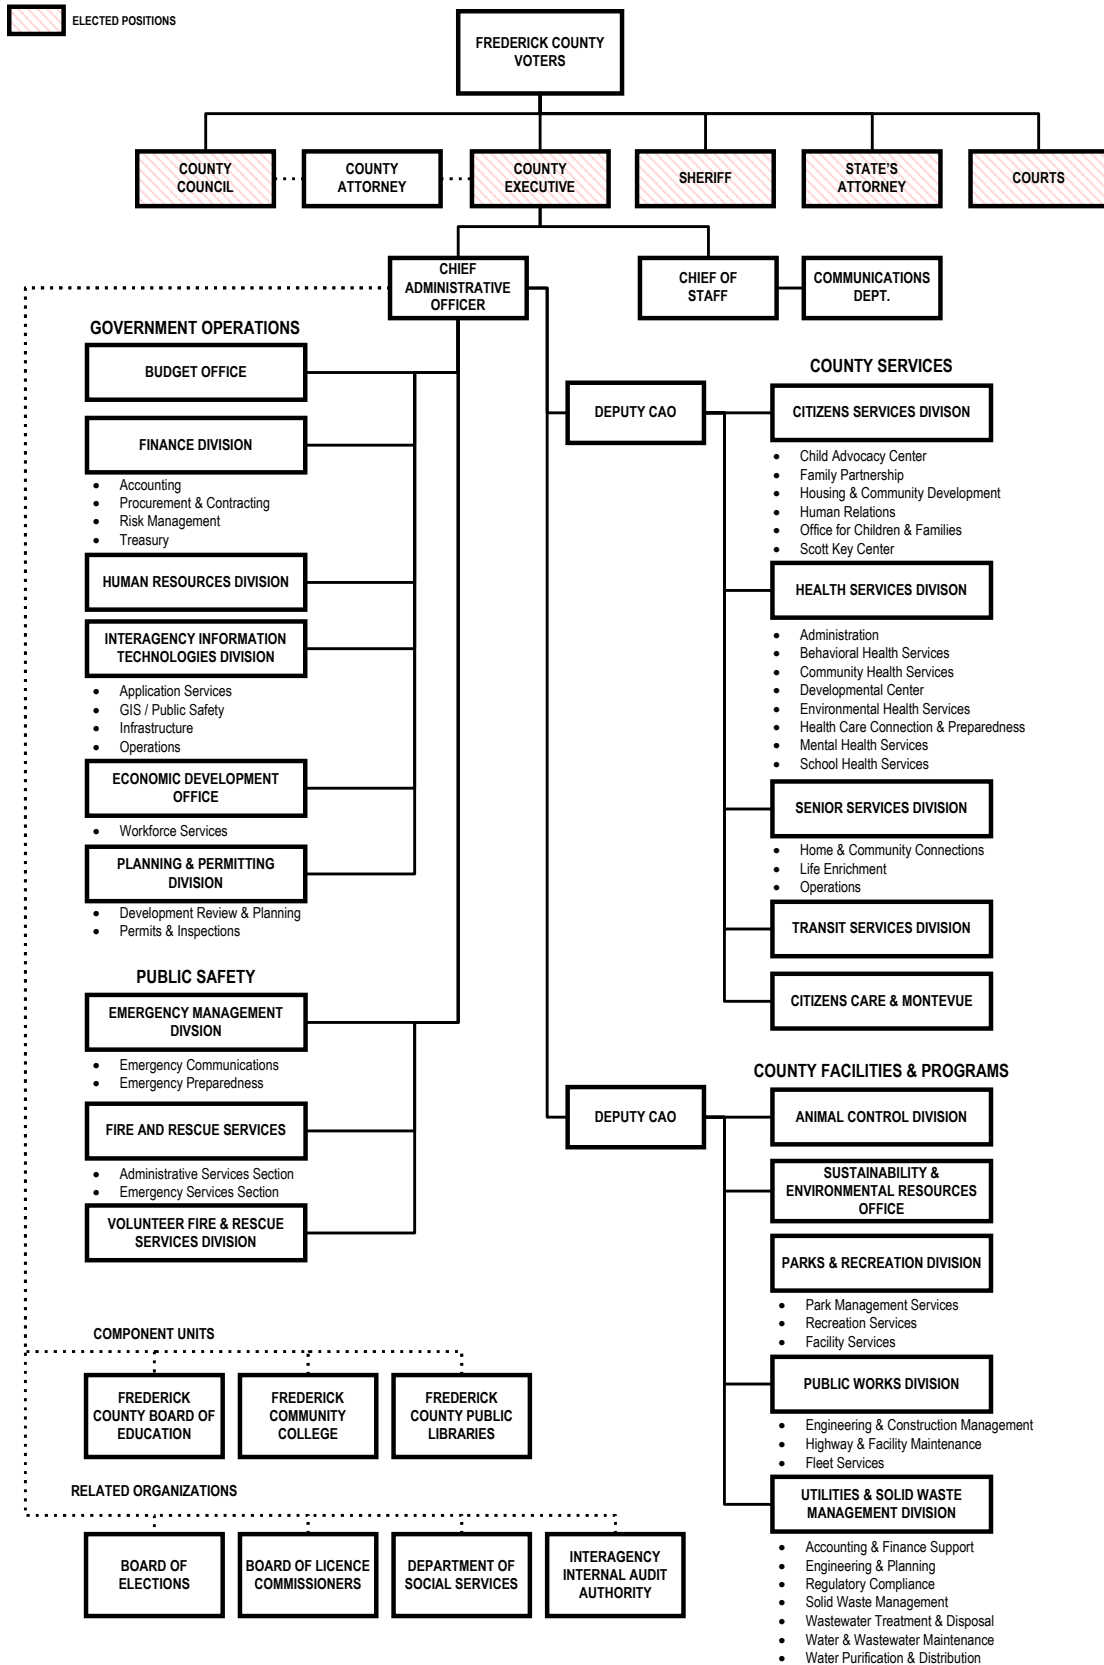 ELECTED POSITIONS
FREDERICK COUNTY
VOTERS
COUNTY
COUNCIL
COUNTY
ATTORNEY
COUNTY
EXECUTIVE
SHERIFF
STATE'S
ATTORNEY
COURTS
CHIEF
ADMINISTRATIVE
OFFICER
CHIEF OF
STAFF
COMMUNICATIONS
DEPT.
GOVERNMENT OPERATIONS
BUDGET OFFICE
FINANCE DIVISION
• Accounting
• Procurement & Contracting
• Risk Management
• Treasury
HUMAN RESOURCES DIVISION
INTERAGENCY INFORMATION
TECHNOLOGIES DIVISION
• Application Services
• GIS / Public Safety
• Infrastructure
• Operations
ECONOMIC DEVELOPMENT
OFFICE
• Workforce Services
PLANNING & PERMITTING
DIVISION
• Development Review & Planning
• Permits & Inspections
PUBLIC SAFETY
EMERGENCY MANAGEMENT
DIVSION
• Emergency Communications
• Emergency Preparedness
FIRE AND RESCUE SERVICES
• Administrative Services Section
• Emergency Services Section
VOLUNTEER FIRE & RESCUE
SERVICES DIVISION
DEPUTY CAO
COUNTY SERVICES
CITIZENS SERVICES DIVISON
• Child Advocacy Center
• Family Partnership
• Housing & Community Development
• Human Relations
• Office for Children & Families
• Scott Key Center
HEALTH SERVICES DIVISON
• Administration
• Behavioral Health Services
• Community Health Services
• Developmental Center
• Environmental Health Services
• Health Care Connection & Preparedness
• Mental Health Services
• School Health Services
SENIOR SERVICES DIVISION
• Home & Community Connections
• Life Enrichment
• Operations
TRANSIT SERVICES DIVISION
CITIZENS CARE & MONTEVUE
DEPUTY CAO
COUNTY FACILITIES & PROGRAMS
ANIMAL CONTROL DIVISION
SUSTAINABILITY &
ENVIRONMENTAL RESOURCES
OFFICE
PARKS & RECREATION DIVISION
• Park Management Services
• Recreation Services
• Facility Services
PUBLIC WORKS DIVISION
• Engineering & Construction Management
• Highway & Facility Maintenance
• Fleet Services
UTILITIES & SOLID WASTE
MANAGEMENT DIVISION
• Accounting & Finance Support
• Engineering & Planning
• Regulatory Compliance
• Solid Waste Management
• Wastewater Treatment & Disposal
• Water & Wastewater Maintenance
• Water Purification & Distribution
COMPONENT UNITS
FREDERICK
COUNTY BOARD OF
EDUCATION
FREDERICK
COMMUNITY
COLLEGE
FREDERICK
COUNTY PUBLIC
LIBRARIES
RELATED ORGANIZATIONS
BOARD OF
ELECTIONS
BOARD OF LICENCE
COMMISSIONERS
DEPARTMENT OF
SOCIAL SERVICES
INTERAGENCY
INTERNAL AUDIT
AUTHORITY